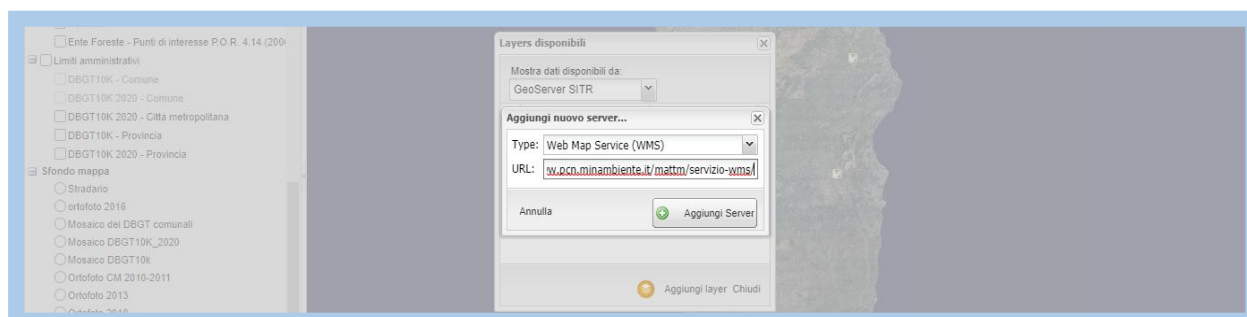 Ente Foreste - Punti di interesse P.O.R. 4.14 (200
Limiti amministrativi
DBGT10K - Comune
DBGT10K 2020 - Comune
DBGT10K 2020 - Citta metropolitana
DBGT10K - Provincia
DBGT10K 2020 - Provincia
Sfondo mappa
Stradario
ortofoto 2016
Mosaico dei DBGT comunali
Mosaico DBGT10K_2020
Mosaico DBGT10k
Ortofoto CM 2010-2011
Ortofoto 2013
Layers disponibili
Mostra dati disponibili da:
GeoServer SITR
Aggiungi nuovo server...
Type: Web Map Service (WMS)
URL: w.pcn.minambiente.it/mattm/servizio-wms/
Annulla
Aggiungi Server
Aggiungi layer Chiudi